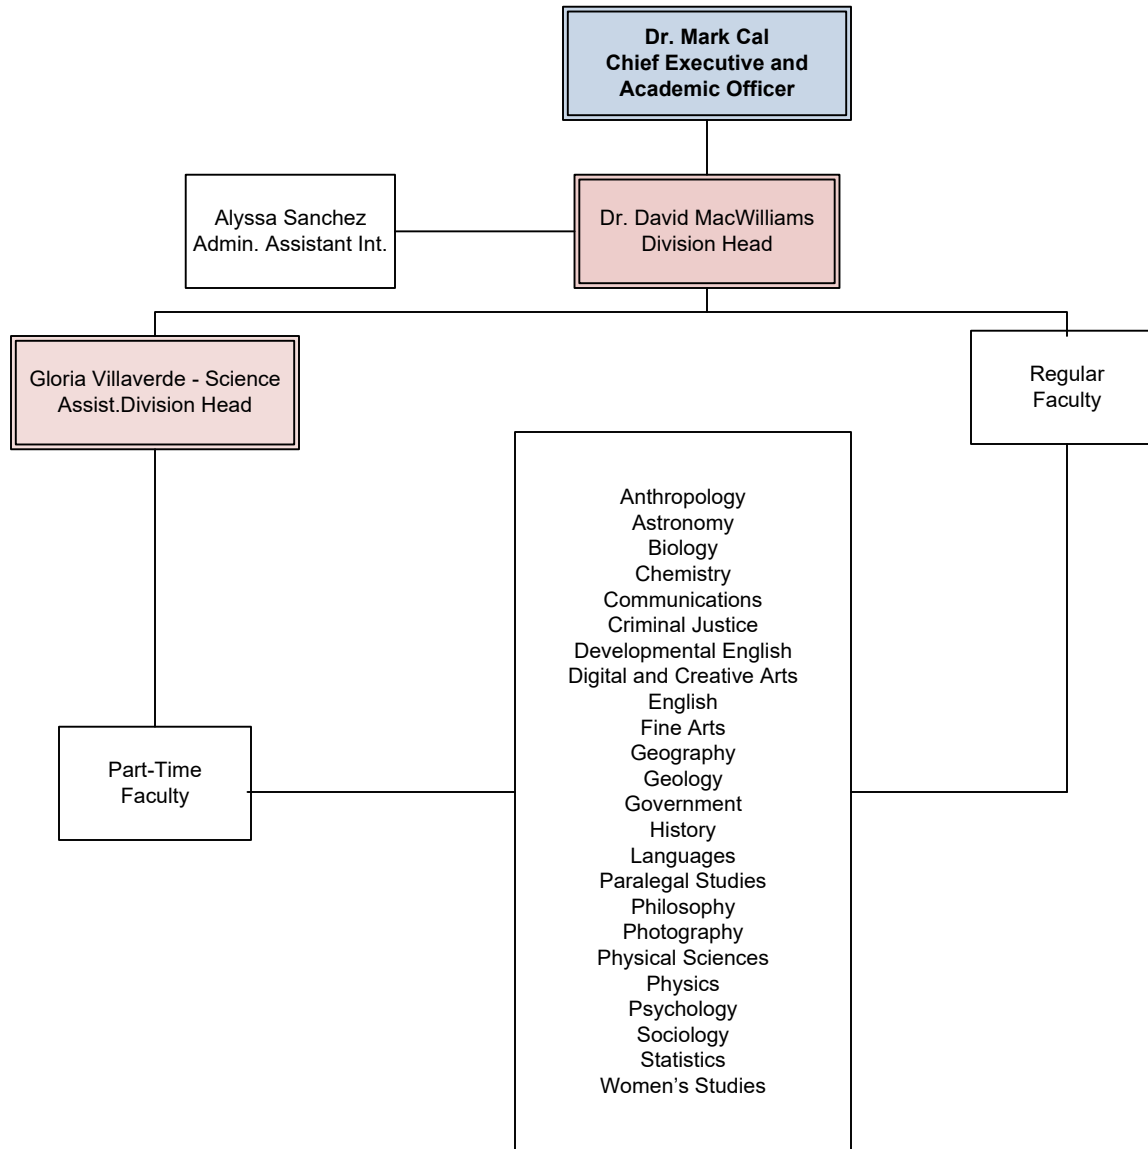 Dr. Mark Cal
Chief Executive and
Academic Officer
Alyssa Sanchez
Admin. Assistant Int.
Dr. David MacWilliams
Division Head
Gloria Villaverde - Science
Assist.Division Head
Regular
Faculty
Anthropology
Astronomy
Biology
Chemistry
Communications
Criminal Justice
Developmental English
Digital and Creative Arts
English
Fine Arts
Geography
Geology
Government
History
Languages
Paralegal Studies
Philosophy
Photography
Physical Sciences
Physics
Psychology
Sociology
Statistics
Women’s Studies
Part-Time
Faculty